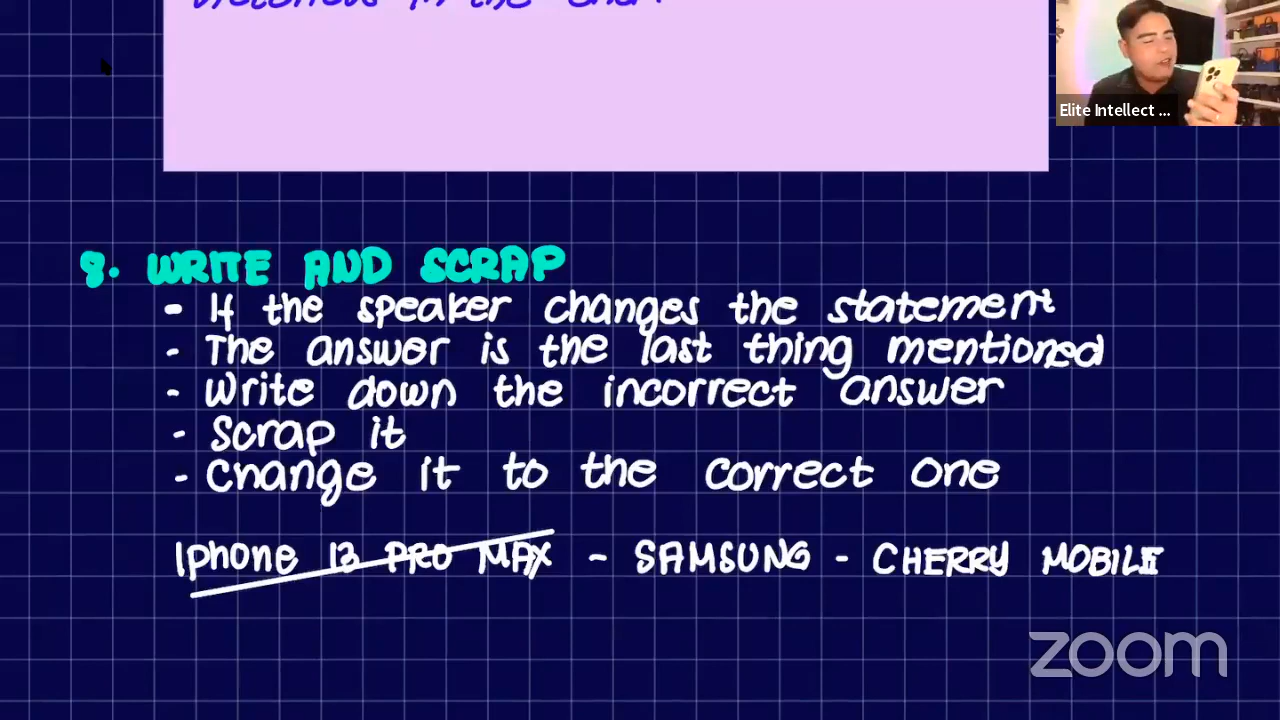 in the
Elite Intellect ...
8. WRITE AND SCRAP
- If the speaker changes the statement
- The answer is the last thing mentioned
- Write down the incorrect answer
- Scrap it
- Change it to the correct one
Iphone 13 PRO MAX - SAMSUNG - CHERRY MOBILE
zoom